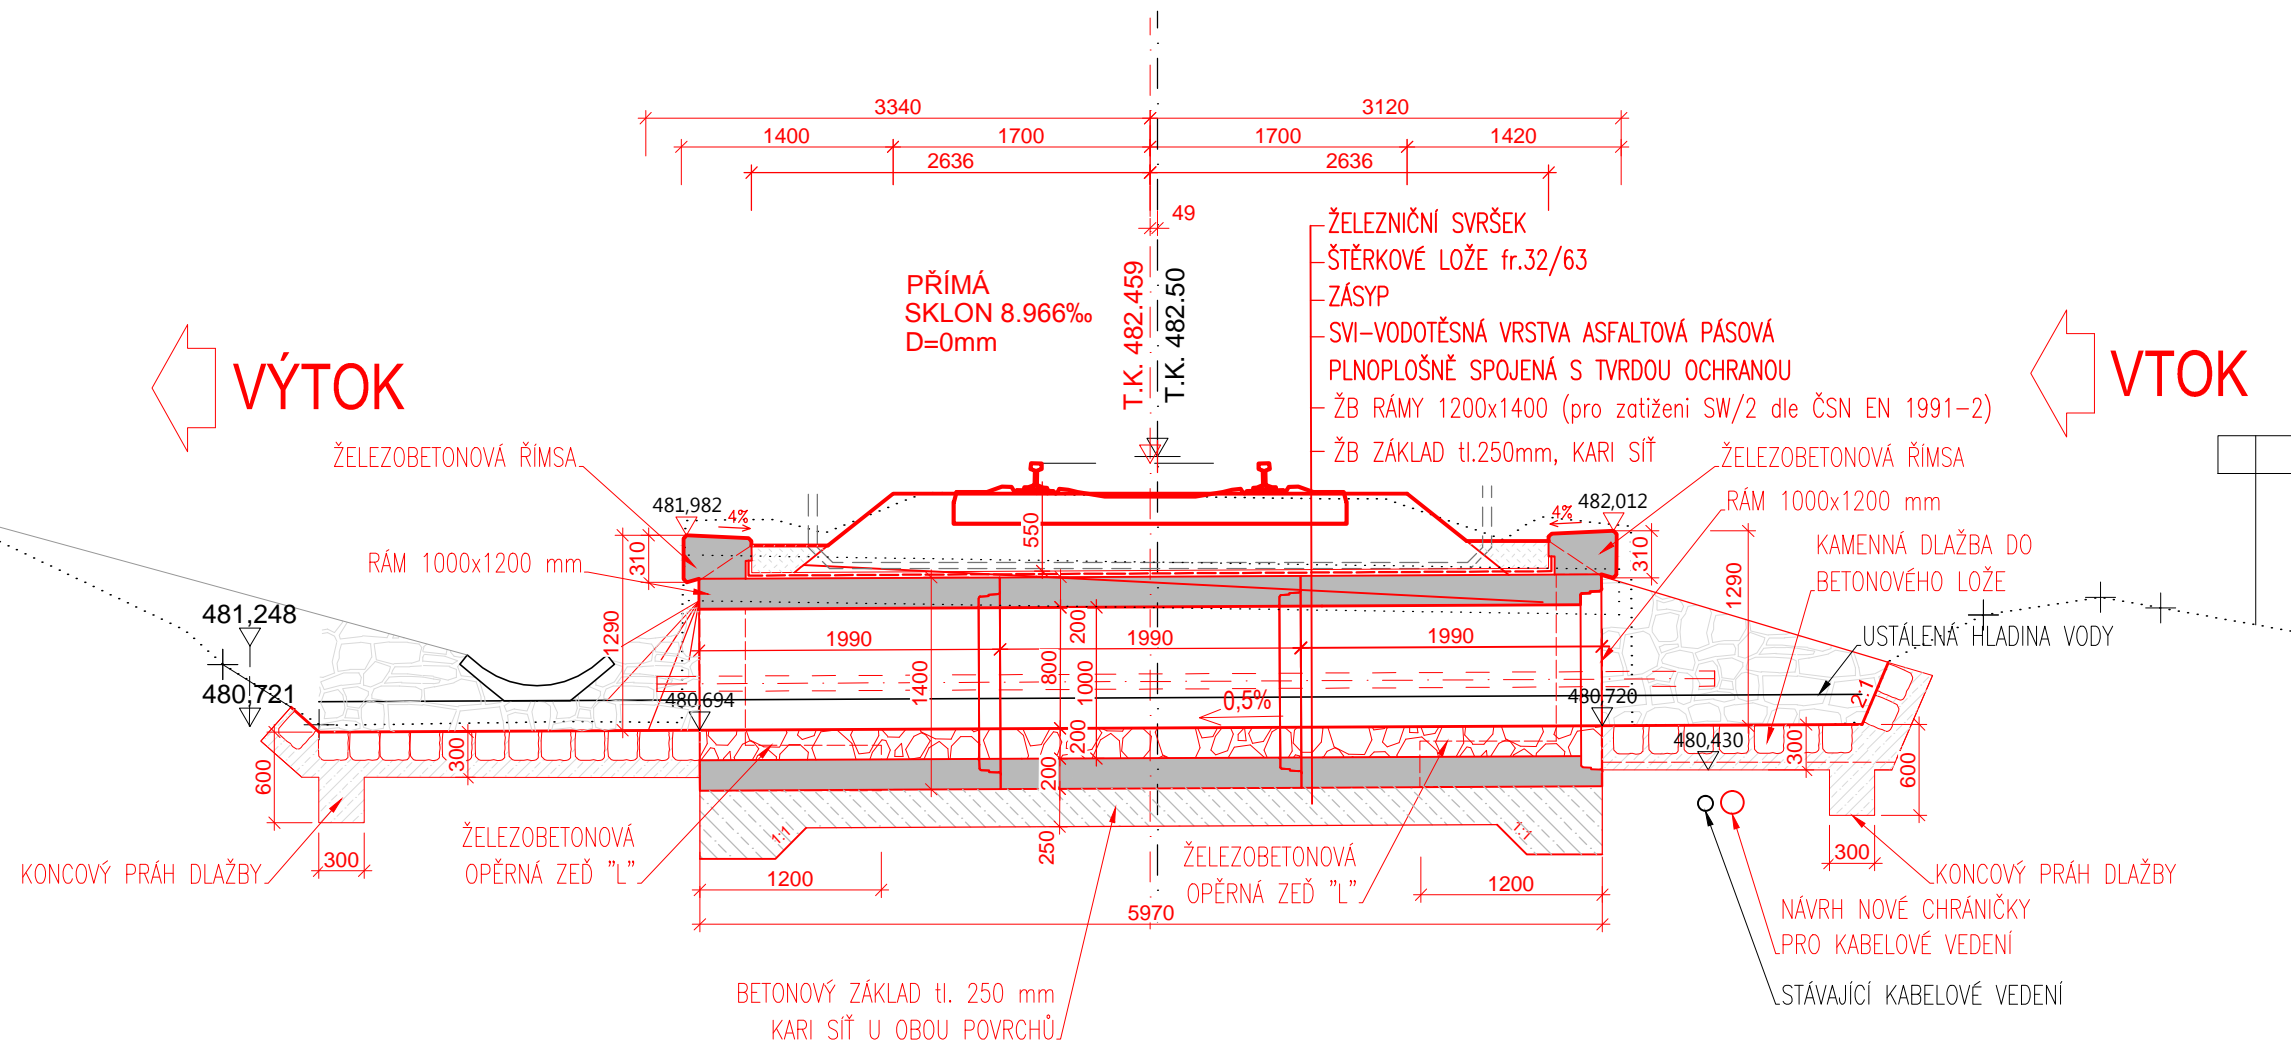 3340
3120
1400
1700
1700
1420
2636
2636
49
ŽELEZNIČNÍ SVRŠEK
ŠTĚRKOVÉ LOŽE fr.32/63
ZÁSYP
SVI-VODOTĚSNÁ VRSTVA ASFALTOVÁ PÁSOVÁ
PLNOPLOŠNĚ SPOJENÁ S TVRDOU OCHRANOU
ŽB RÁMY 1200x1400 (pro zatiženi SW/2 dle ČSN EN 1991-2)
ŽB ZÁKLAD tl.250mm, KARI SÍŤ
PŘÍMÁ
SKLON 8.966‰
D=0mm
T.K. 482.459
T.K. 482.50
VÝTOK
VTOK
ŽELEZOBETONOVÁ ŘÍMSA
ŽELEZOBETONOVÁ ŘÍMSA
481,982
4%
482,012
4%
RÁM 1000x1200 mm
RÁM 1000x1200 mm
310
550
310
KAMENNÁ DLAŽBA DO
BETONOVÉHO LOŽE
1290
1290
481,248
480,721
USTÁLENÁ HLADINA VODY
1990
1990
1990
200
800
1000
1400
200
200
250
480,694
480,720
0,5%
2:1
480,430
300
300
600
600
1:1
1:1
ŽELEZOBETONOVÁ
OPĚRNÁ ZEĎ "L"
ŽELEZOBETONOVÁ
OPĚRNÁ ZEĎ "L"
300
300
KONCOVÝ PRÁH DLAŽBY
KONCOVÝ PRÁH DLAŽBY
1200
1200
5970
NÁVRH NOVÉ CHRÁNIČKY
PRO KABELOVÉ VEDENÍ
STÁVAJÍCÍ KABELOVÉ VEDENÍ
BETONOVÝ ZÁKLAD tl. 250 mm
KARI SÍŤ U OBOU POVRCHŮ